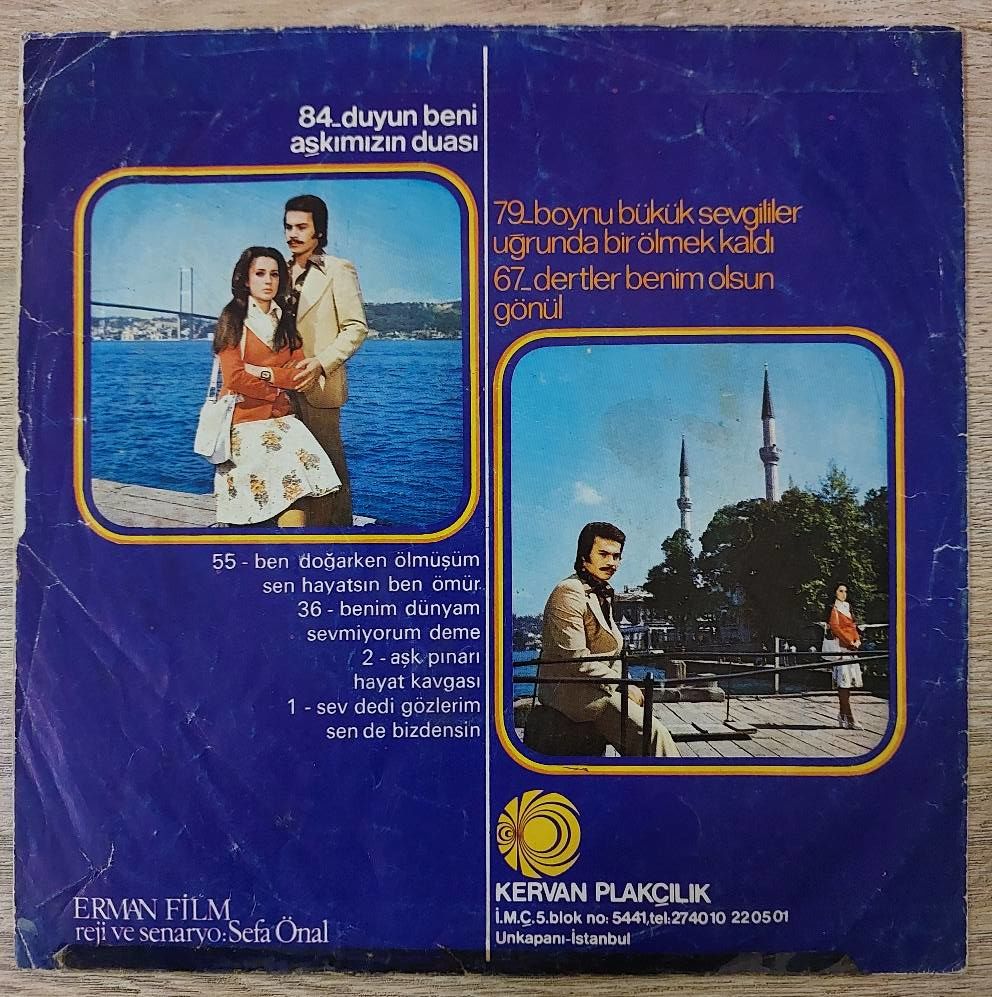 84_duyun beni
aşkımızın duası
55 - ben doğarken ölmüşüm
sen hayatsın ben ömür
36 - benim dünyam
sevmiyorum deme
2 - aşk pınarı
hayat kavgası
1 - sev dedi gözlerim
sen de bizdensin
ERMAN FİLM
reji ve senaryo: Sefa Önal
79_boynu bükük sevgililer
uğrunda bir ölmek kaldı
67_dertler benim olsun
gönül
KERVAN PLAKÇILIK
İ.M.Ç.5.blok no: 5441,tel:274010 220501
Unkapanı-İstanbul